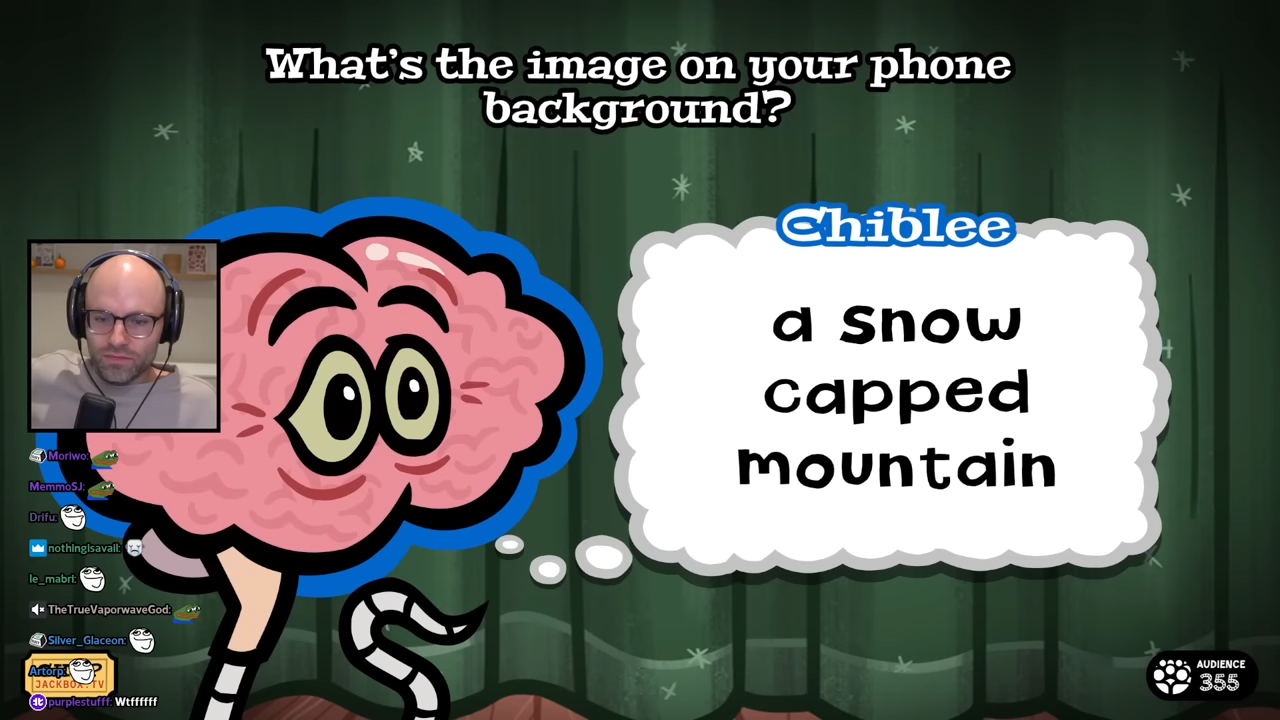 What's the image on your phone
background?
Chiblee
a snow
capped
mountain
Moriwo:
MemmoSJ:
Drifu:
nothingisavail:
le_mabri:
TheTrueVaporwaveGod:
Silver_Glaceon:
Artorp:
JACKBOX.TV
purplestufff: Wtffffff
AUDIENCE
355